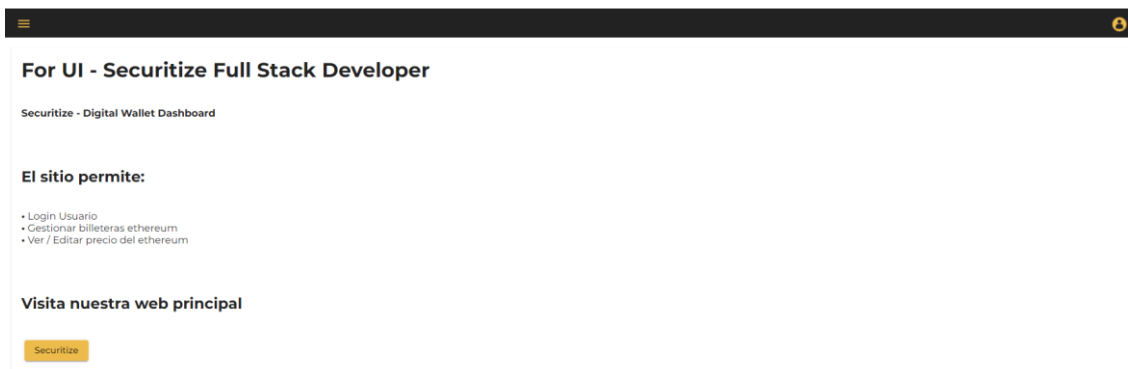 For UI - Securitize Full Stack Developer
Securitize - Digital Wallet Dashboard
El sitio permite:
• Login Usuario
• Gestionar billeteras ethereum
• Ver / Editar precio del ethereum
Visita nuestra web principal
Securitize